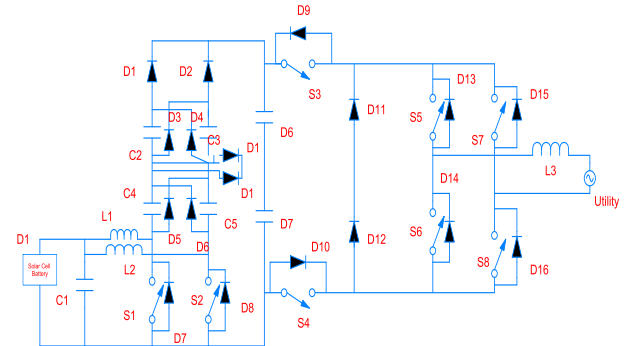 D9
D1
D2
S3
D13
D15
D3
D4
D11
S5
D6
C3
S7
D1
C2
L3
D14
C4
D1
Utility
L1
C5
D7
D12
D1
D5
D6
D10
S6
S8
Solar Cell
Battery
L2
D16
C1
S1
S2
D8
S4
D7